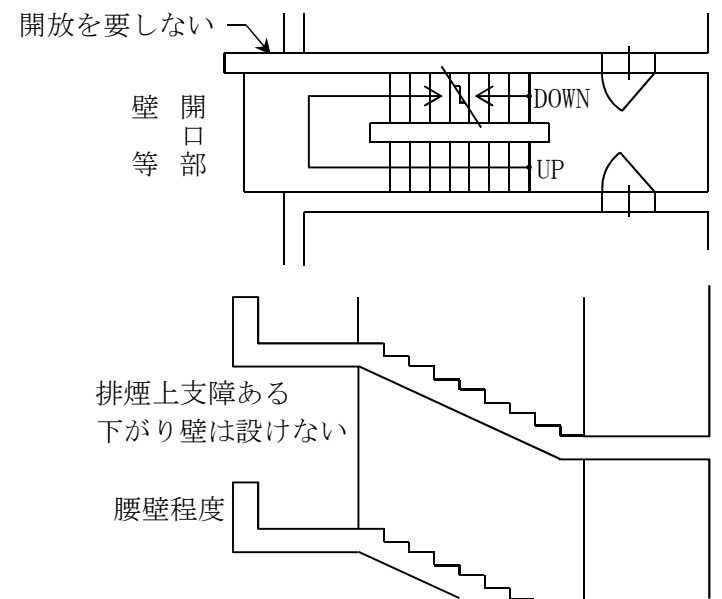 開放を要しない
DOWN
壁等
開口部
UP
排煙上支障ある
下がり壁は設けない
腰壁程度